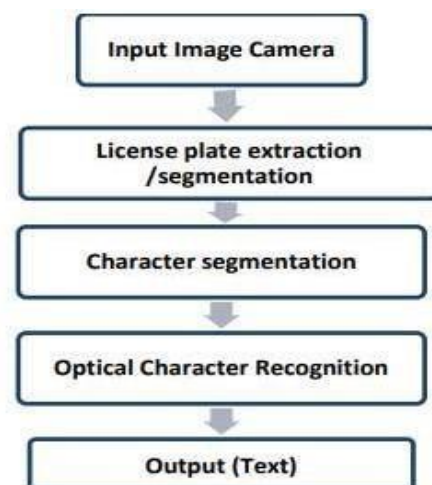 Input Image Camera
License plate extraction
/segmentation
Character segmentation
Optical Character Recognition
Output (Text)